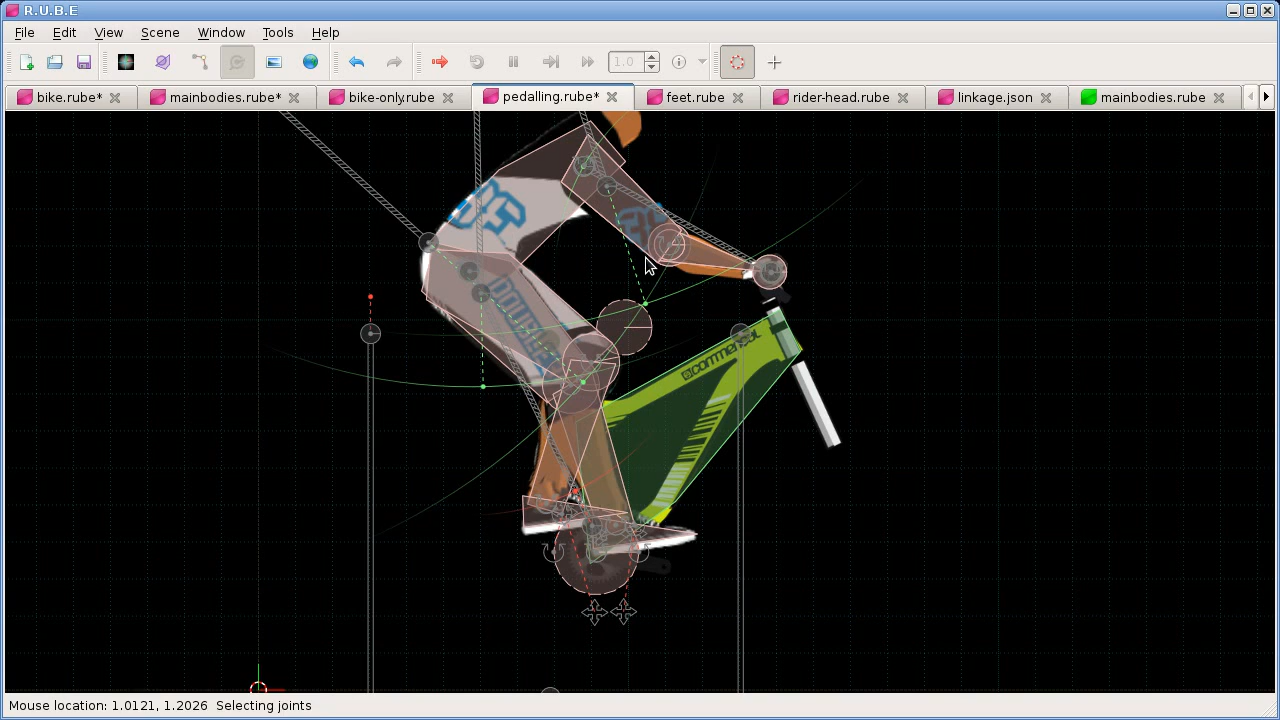 R.U.B.E
File Edit View Scene Window Tools Help
1.0
bike.rube* mainbodies.rube* bike-only.rube pedalling.rube* feet.rube rider-head.rube linkage.json mainbodies.rube
Mouse location: 1.0121, 1.2026 Selecting joints